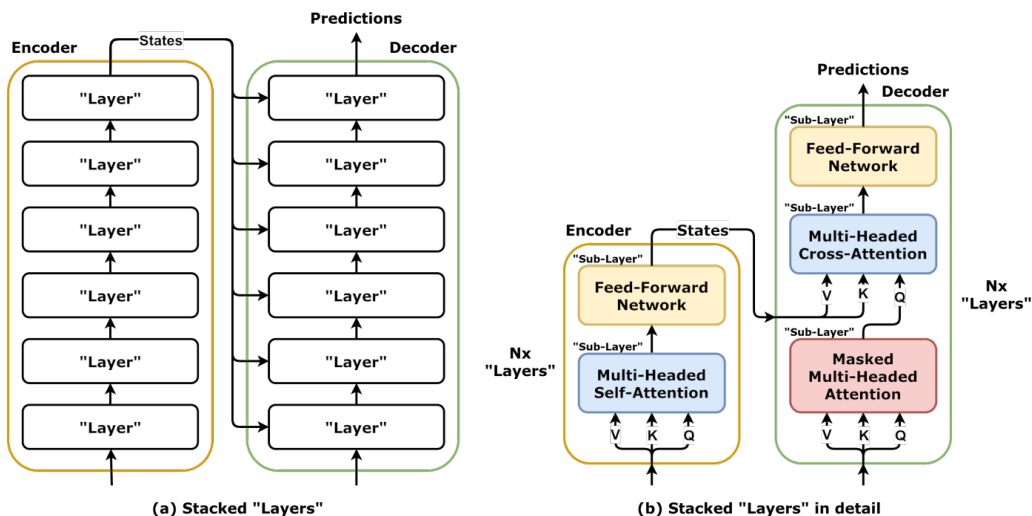 Predictions
Encoder
States
Decoder
"Layer"
"Layer"
"Layer"
"Layer"
"Layer"
"Layer"
"Layer"
"Layer"
"Layer"
"Layer"
"Layer"
"Layer"
(a) Stacked "Layers"
Predictions
Decoder
"Sub-Layer"
Feed-Forward
Network
"Sub-Layer"
Multi-Headed
Cross-Attention
V K Q
"Sub-Layer"
Masked
Multi-Headed
Attention
V K Q
Nx
"Layers"
Encoder
States
"Sub-Layer"
Feed-Forward
Network
"Sub-Layer"
Multi-Headed
Self-Attention
V K Q
Nx
"Layers"
(b) Stacked "Layers" in detail